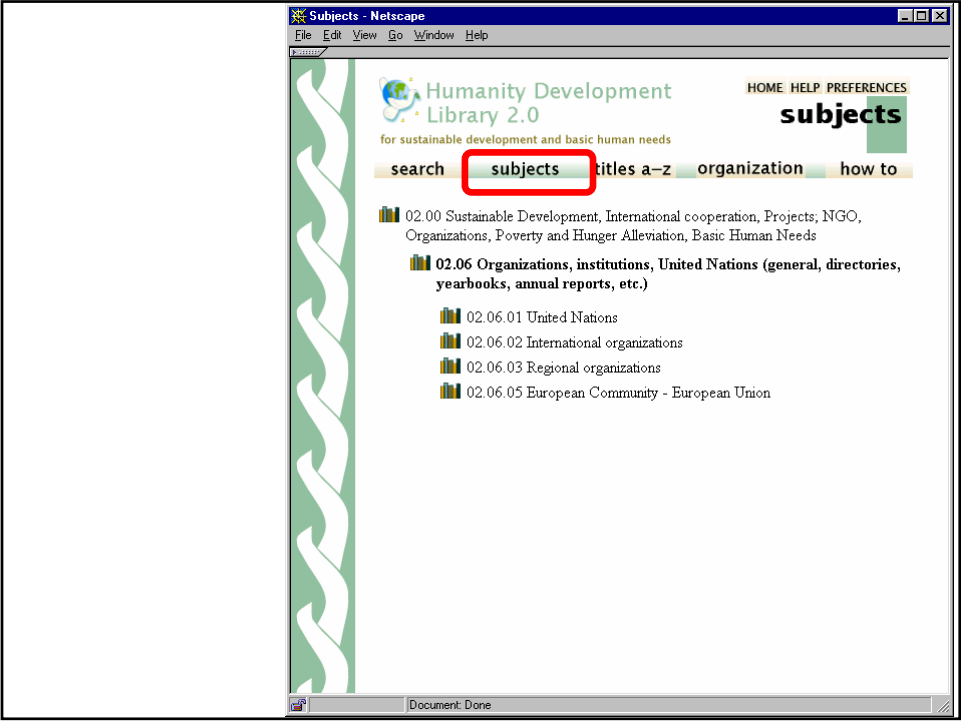 Subjects - Netscape
File Edit View Go Window Help
Humanity Development
Library 2.0
for sustainable development and basic human needs
HOME HELP PREFERENCES
subjects
search subjects titles a–z organization how to
02.00 Sustainable Development, International cooperation, Projects; NGO,
Organizations, Poverty and Hunger Alleviation, Basic Human Needs
02.06 Organizations, institutions, United Nations (general, directories,
yearbooks, annual reports, etc.)
02.06.01 United Nations
02.06.02 International organizations
02.06.03 Regional organizations
02.06.05 European Community - European Union
Document: Done